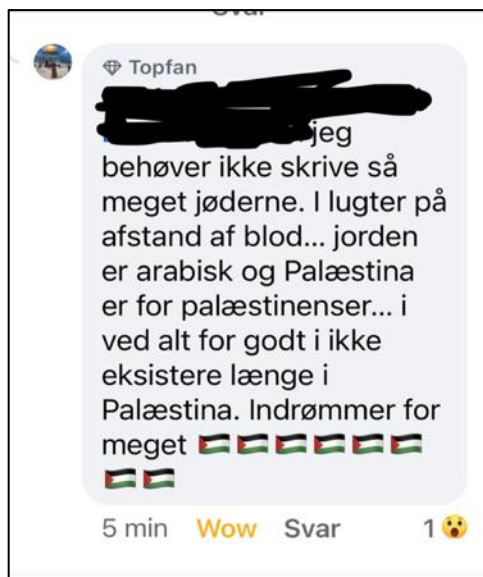 Topfan
jeg
behøver ikke skrive så
meget jøderne. I lugter på
afstand af blod... jorden
er arabisk og Palæstina
er for palæstinenser... i
ved alt for godt i ikke
eksistere længe i
Palæstina. Indrømmer for
meget 🇵🇸🇵🇸🇵🇸🇵🇸🇵🇸🇵🇸
🇵🇸🇵🇸
5 min Wow Svar 1 😮